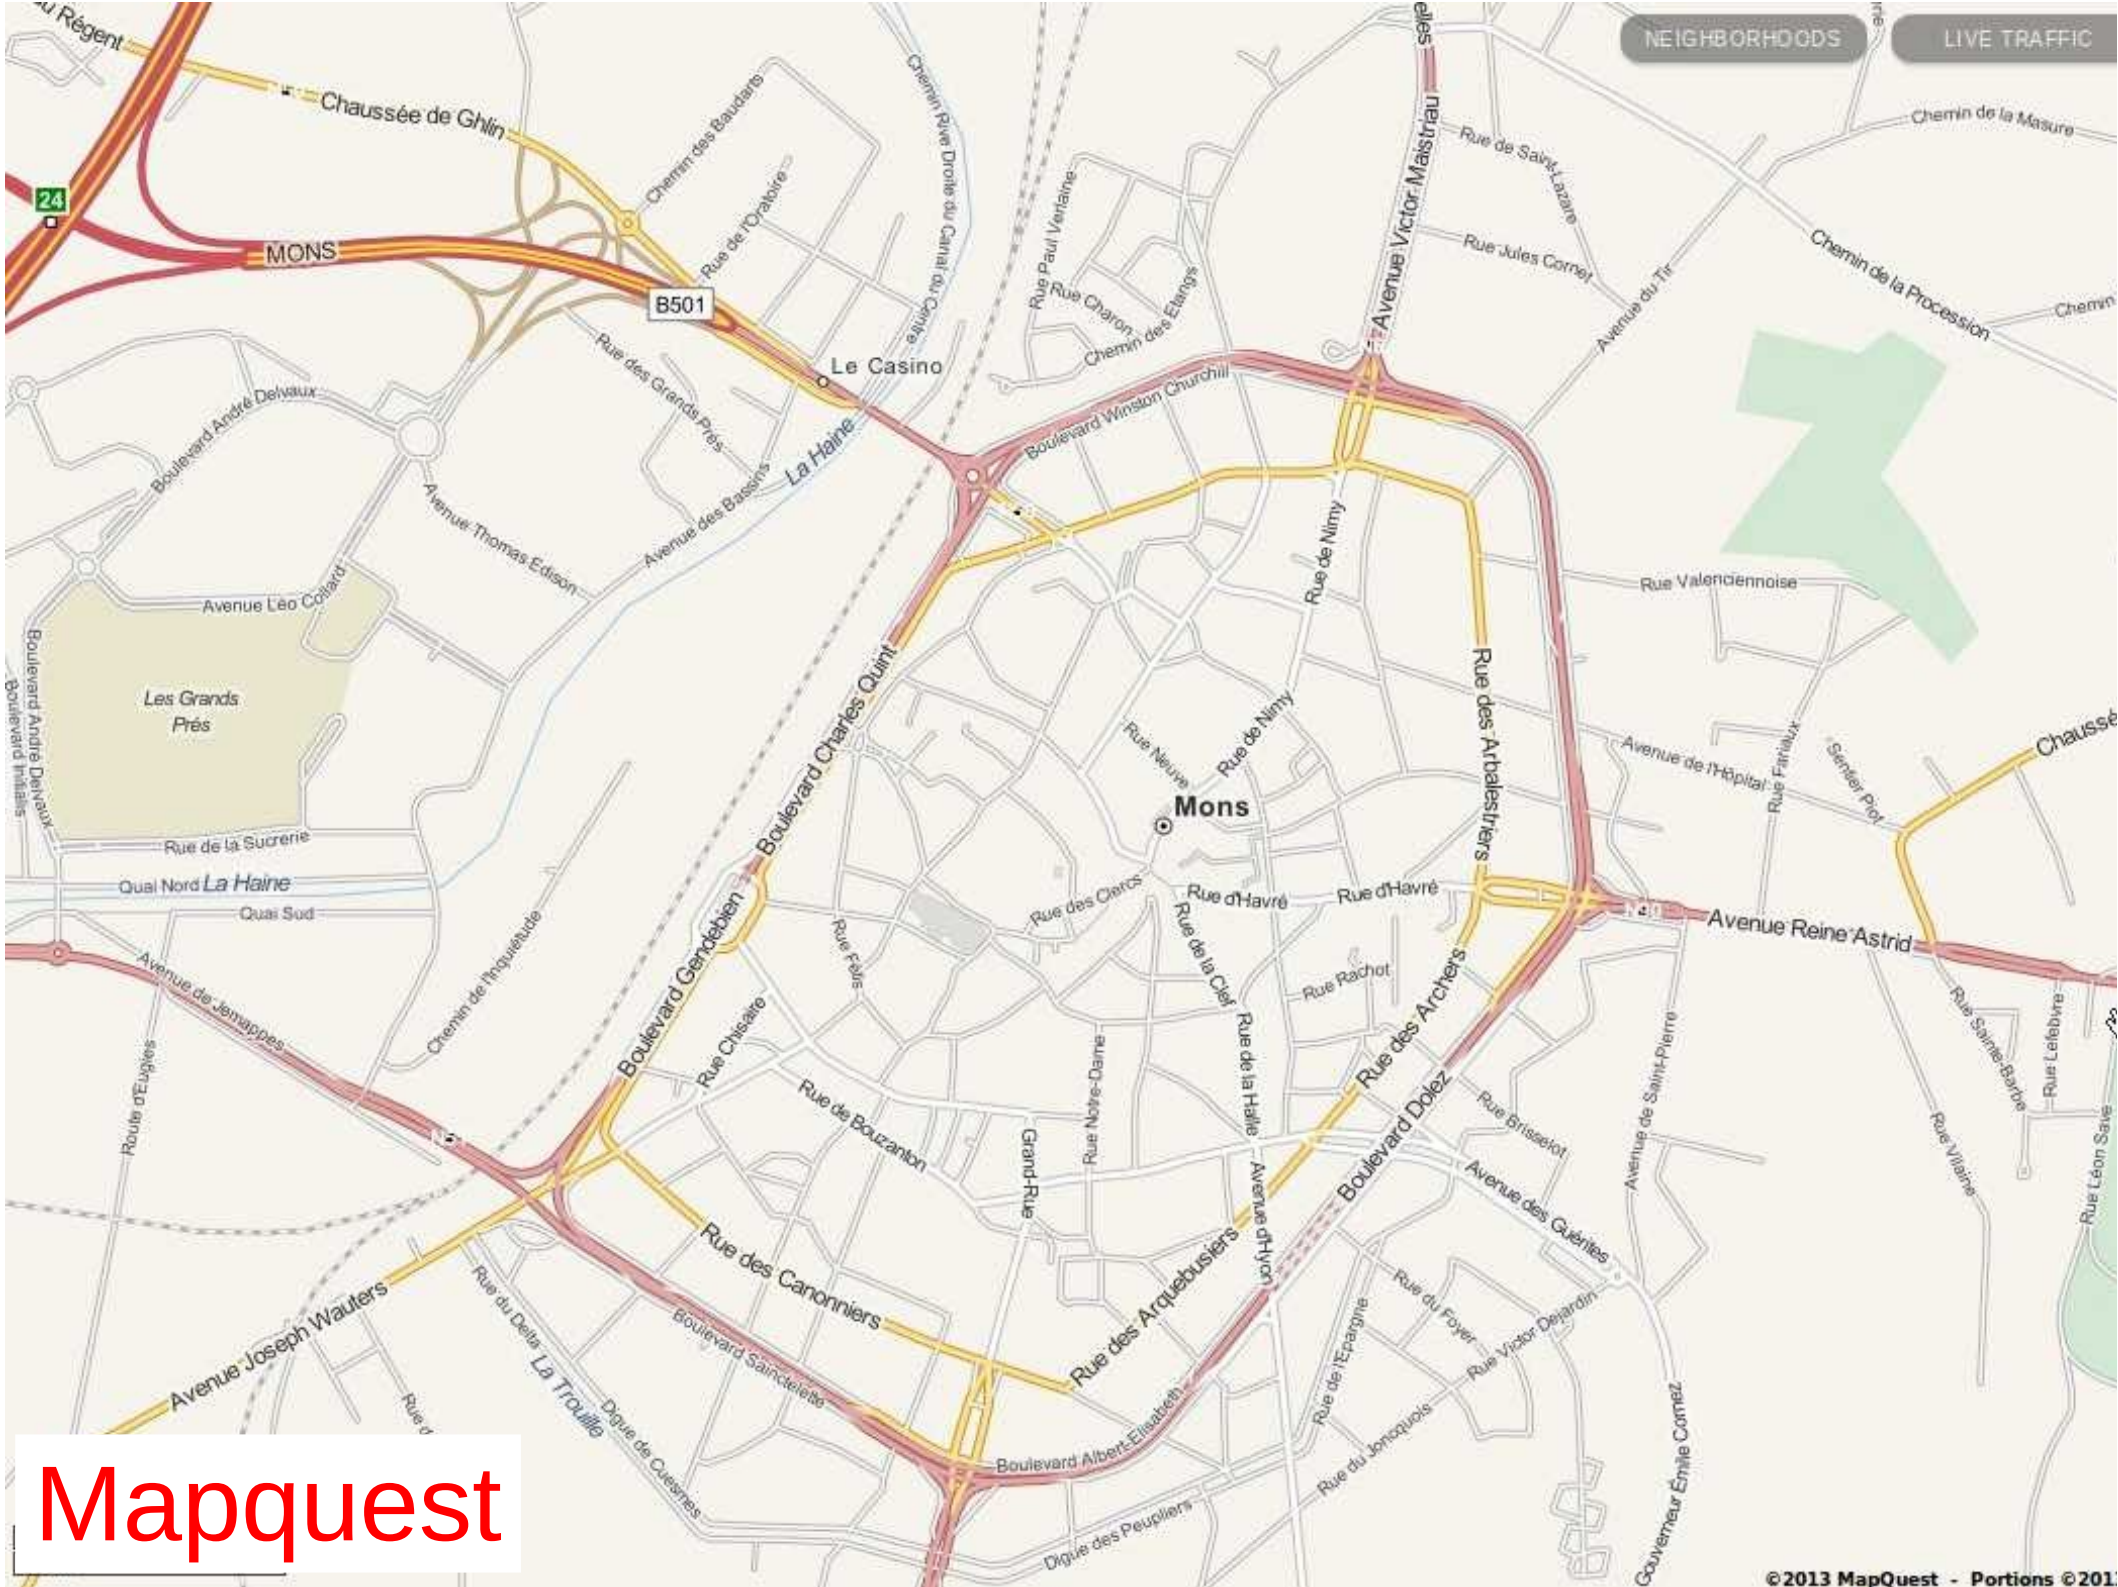 du Régent
Chaussée de Ghlin
24
MONS
B501
Chemin des Baudarts
Rue de l'Oratoire
Chemin Rive Droite du Canal du Centre
Le Casino
NEIGHBORHOODS
LIVE TRAFFIC
Avenue Victor Maistriau
Rue de Saint-Lazare
Rue Jules Cornet
Avenue du Tir
Chemin de la Masure
Chemin de la Procession
Chemin
Rue Paul Verlaine
Rue Charon
Chemin des Etangs
Boulevard Winston Churchill
Rue des Grands Prés
Boulevard André Delvaux
La Haine
Avenue Thomas Edison
Avenue des Bassins
Avenue Léo Collard
Boulevard André Delvaux
Boulevard Initialis
Les Grands
Prés
Rue de la Sucrerie
Quai Nord
La Haine
Quai Sud
Boulevard Charles Quint
Rue de Nimy
Rue de Nimy
Rue Neuve
Mons
Rue des Arbalestriers
Rue Valenciennoise
Avenue de l'Hôpital
Rue Fariaux
Sentier Piot
Chaussé
Rue des Clercs
Rue d'Havré
Rue d'Havré
Avenue Reine Astrid
Boulevard Gendebien
Rue Fétis
Rue de la Clef
Rue Rachot
Rue des Archers
Avenue de Jemappes
Chemin de l'Inquiétude
Route d'Eugies
Rue Chisaire
Rue de Bouzanton
Rue Notre-Dame
Grand-Rue
Rue de la Halle
Boulevard Dolez
Rue Brisselot
Avenue de Saint-Pierre
Rue Sainte-Barbe
Rue Lefebvre
Rue Vilaine
Rue Léon Save
Avenue d'Hyon
Avenue des Guérites
Rue des Canonniers
Rue des Arquebusiers
Avenue Joseph Wauters
Rue du Delta
La Trouille
Boulevard Sainctelette
Boulevard Albert-Elisabeth
Rue de l'Epargne
Rue du Foyer
Rue Victor Dejardin
Rue du Joncquois
Digue de Cuesmes
Digue des Peupliers
Gouverneur Émile Cornez
Mapquest
©2013 MapQuest - Portions ©201